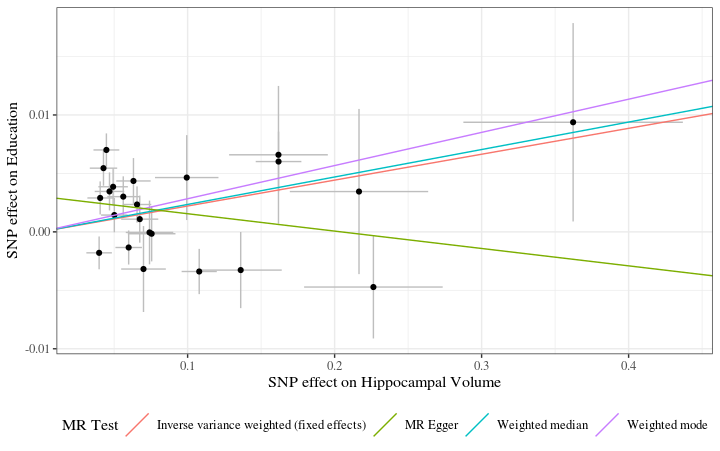 SNP effect on Education
0.01
0.00
-0.01
0.1 0.2 0.3 0.4
SNP effect on Hippocampal Volume
MR Test Inverse variance weighted (fixed effects) MR Egger Weighted median Weighted mode